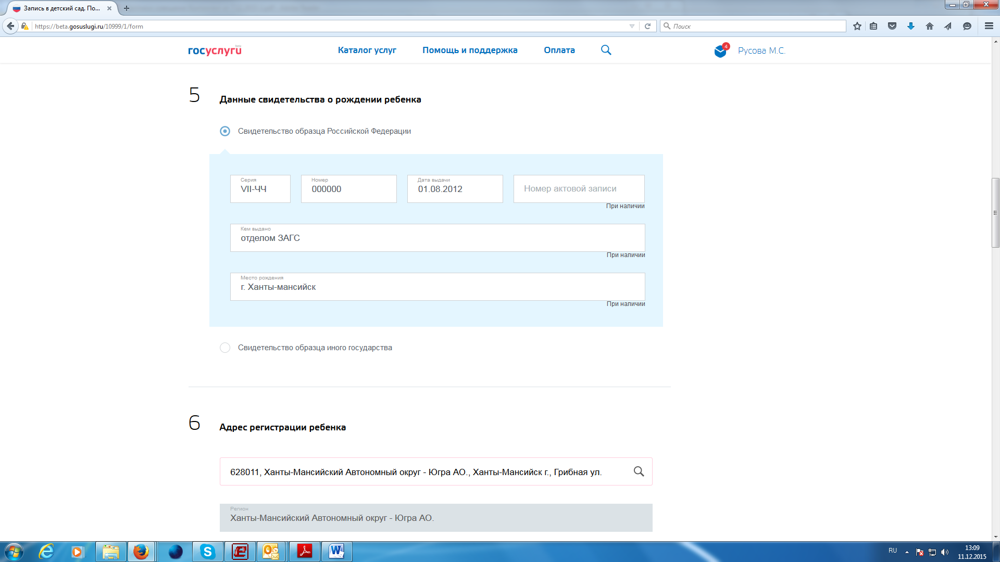 Запись в детский сад. По...
https://beta.gosuslugi.ru/10999/1/form
Поиск
госуслуги
beta
Каталог услуг
Помощь и поддержка
Оплата
4
Русова М.С.
5
Данные свидетельства о рождении ребенка
Свидетельство образца Российской Федерации
Серия
VII-ЧЧ
Номер
000000
Дата выдачи
01.08.2012
Номер актовой записи
При наличии
Кем выдано
отделом ЗАГС
При наличии
Место рождения
г. Ханты-мансийск
При наличии
Свидетельство образца иного государства
6
Адрес регистрации ребенка
628011, Ханты-Мансийский Автономный округ - Югра АО., Ханты-Мансийск г., Грибная ул.
Регион
Ханты-Мансийский Автономный округ - Югра АО.
RU
13:09
11.12.2015